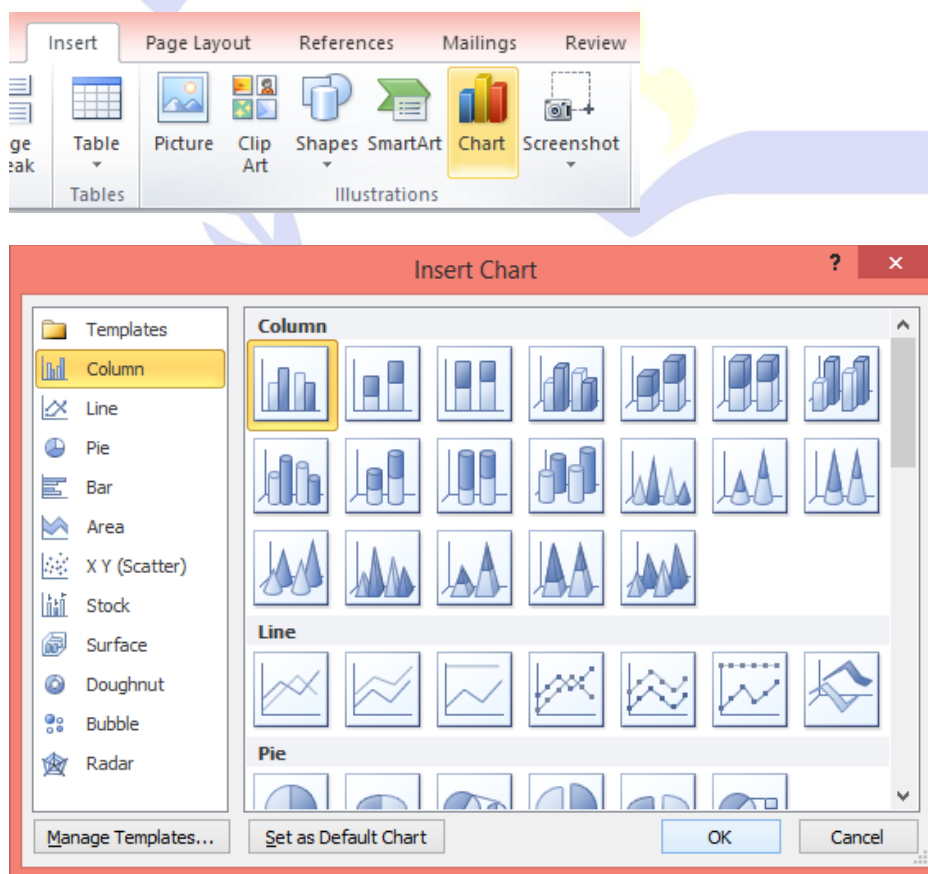 Insert Page Layout References Mailings Review
ge Table Picture Clip Shapes SmartArt Chart Screenshot
eak Art
Tables Illustrations
Insert Chart ? ×
Templates
Column
Line
Pie
Bar
Area
X Y (Scatter)
Stock
Surface
Doughnut
Bubble
Radar
Column
Line
Pie
Manage Templates... Set as Default Chart OK Cancel